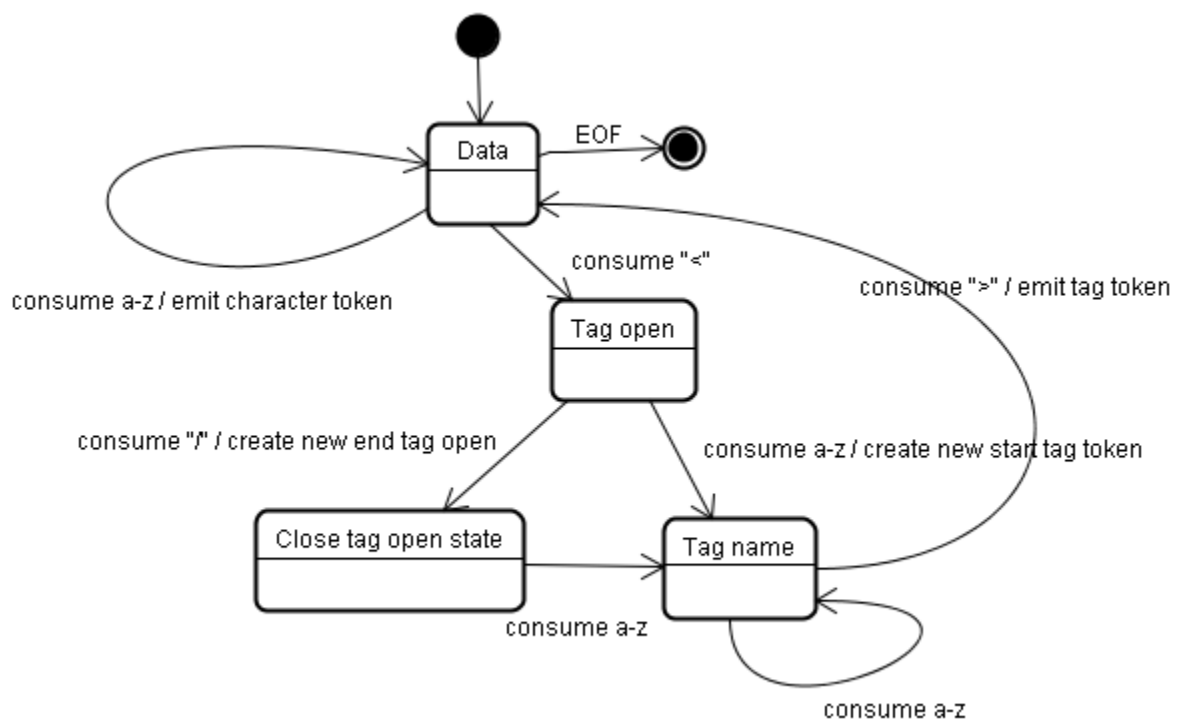 EOF
Data
consume "<"
consume ">" / emit tag token
consume a-z / emit character token
Tag open
consume "/" / create new end tag open
consume a-z / create new start tag token
Close tag open state
Tag name
consume a-z
consume a-z